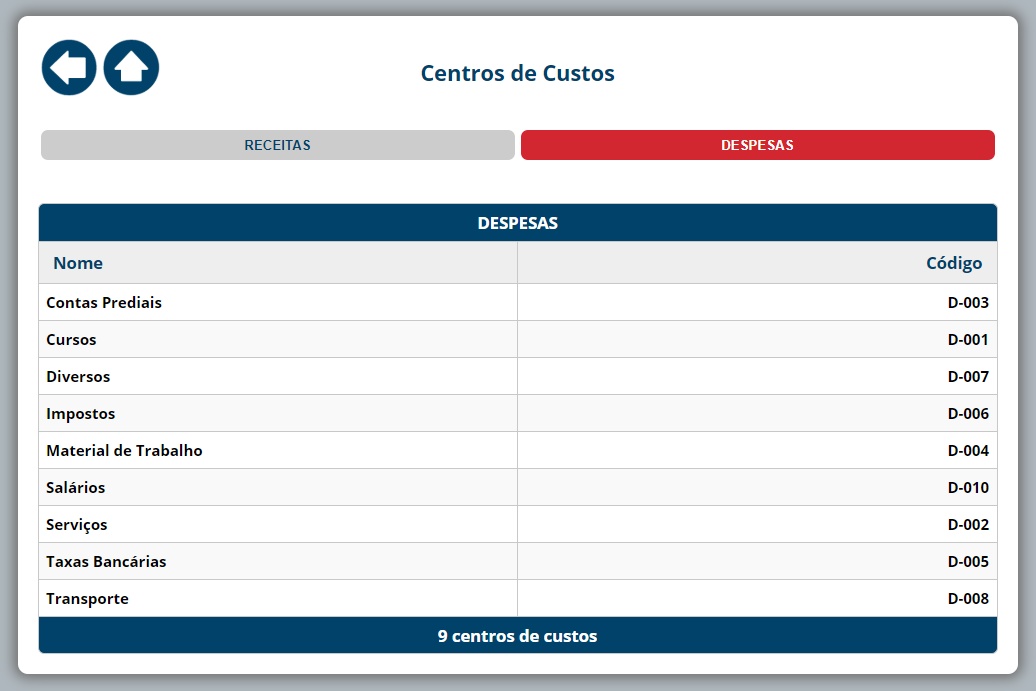 Centros de Custos
RECEITAS DESPESAS
DESPESAS
Nome Código
Contas Prediais D-003
Cursos D-001
Diversos D-007
Impostos D-006
Material de Trabalho D-004
Salários D-010
Serviços D-002
Taxas Bancárias D-005
Transporte D-008
9 centros de custos